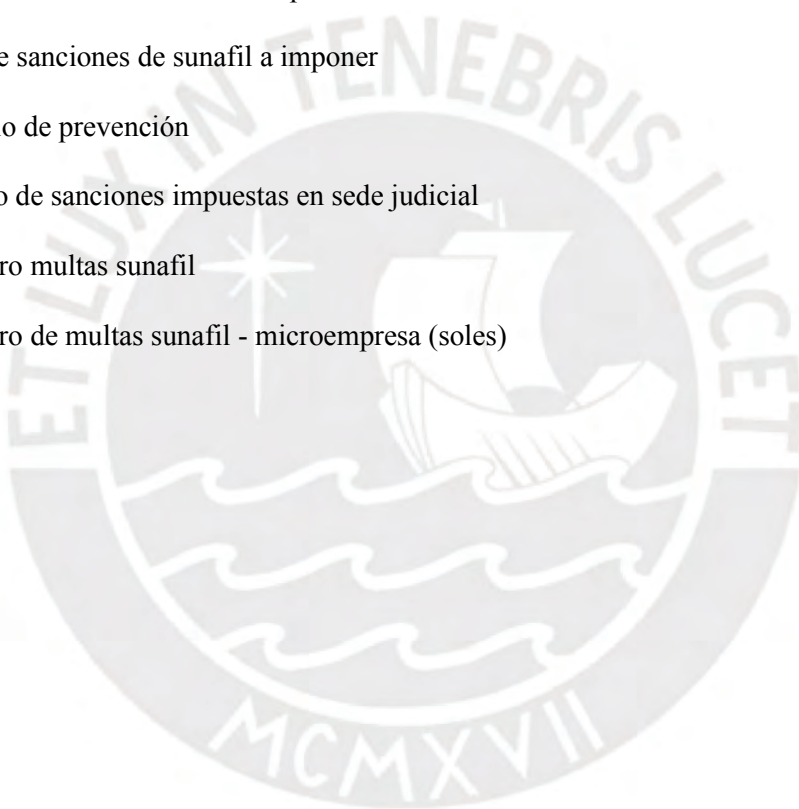 e sanciones de sunafil a imponer
o de prevención
o de sanciones impuestas en sede judicial
ro multas sunafil
ro de multas sunafil - microempresa (soles)
ET LUX IN TENEBRIS LUCET
MCMXVII